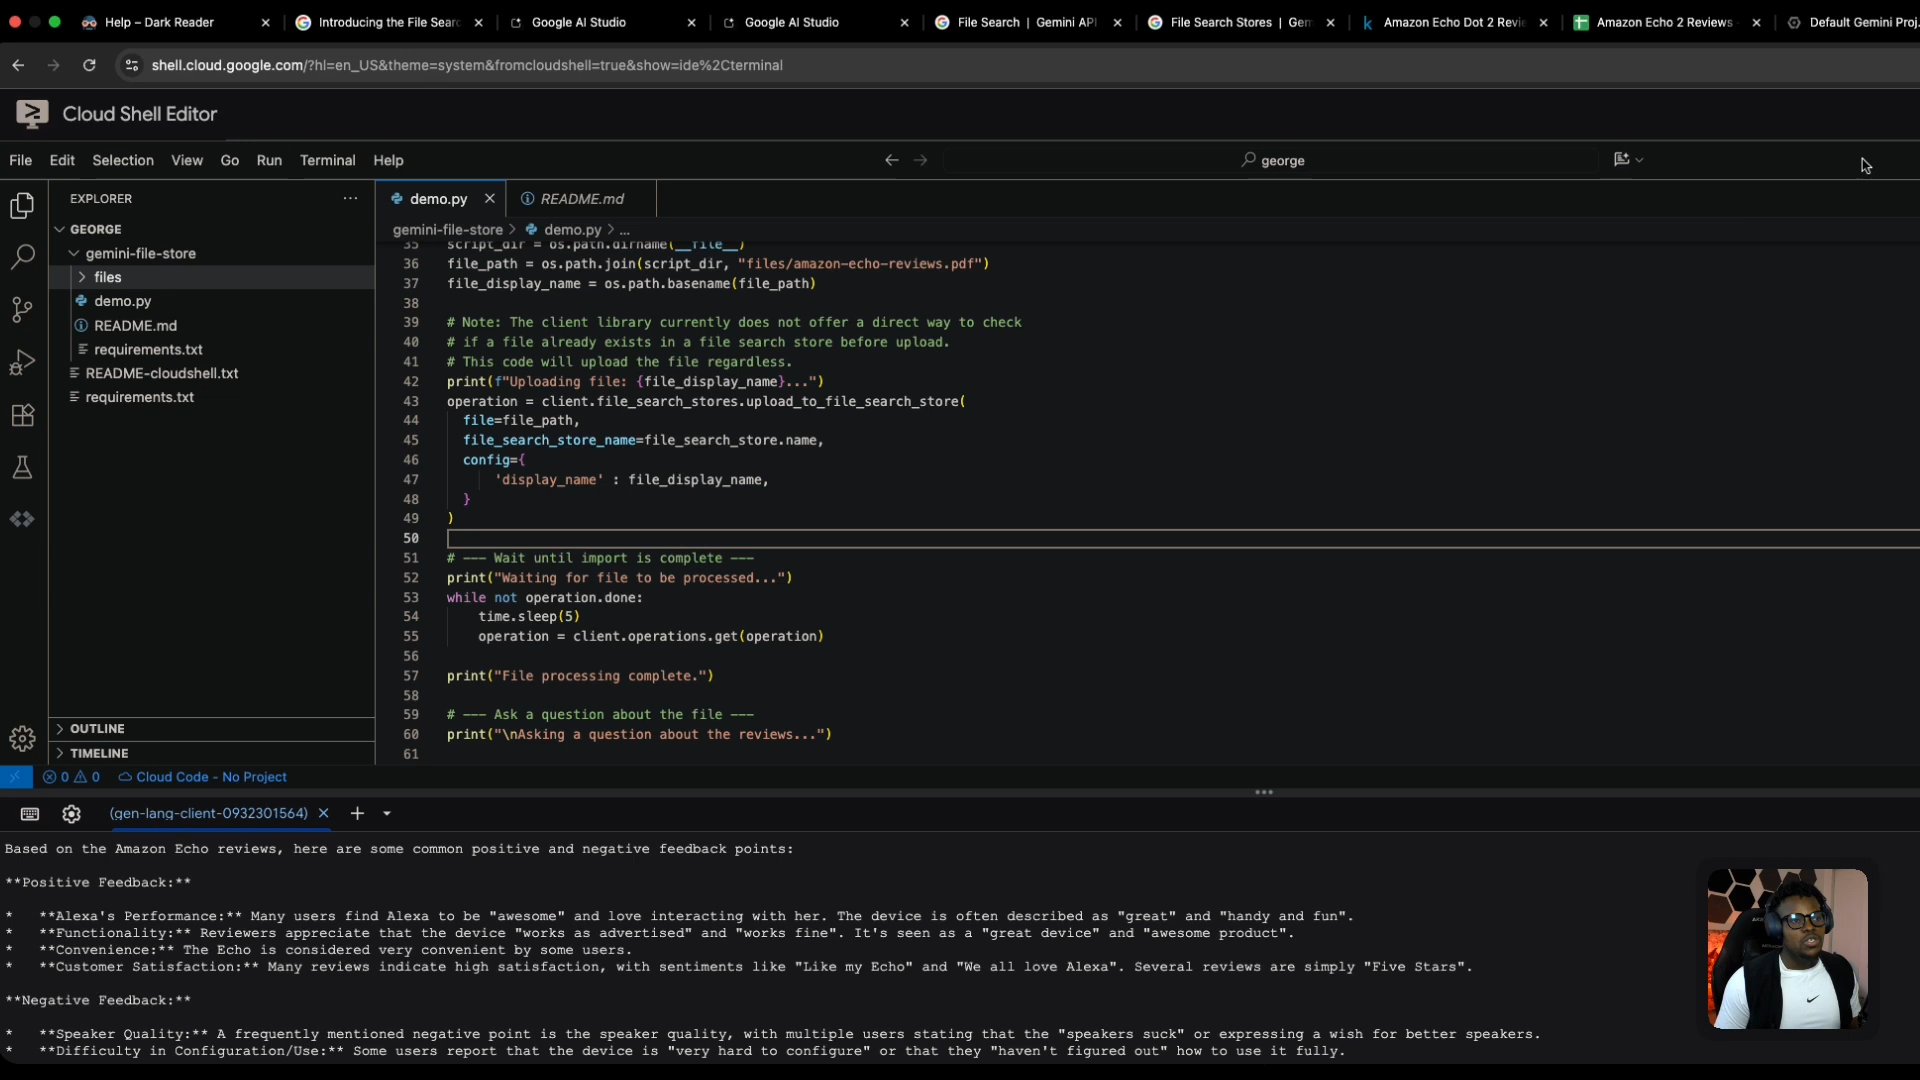 Help – Dark Reader
Introducing the File Searc
Google AI Studio
Google AI Studio
File Search | Gemini API
File Search Stores | Gem
Amazon Echo Dot 2 Revie
Amazon Echo 2 Reviews
Default Gemini Proj
shell.cloud.google.com/?hl=en_US&theme=system&fromcloudshell=true&show=ide%2Cterminal
Cloud Shell Editor
File Edit Selection View Go Run Terminal Help
george
EXPLORER
GEORGE
gemini-file-store
files
demo.py
README.md
requirements.txt
README-cloudshell.txt
requirements.txt
OUTLINE
TIMELINE
demo.py
README.md
gemini-file-store > demo.py > ...
35 script_dir = os.path.dirname(__file__)
36 file_path = os.path.join(script_dir, "files/amazon-echo-reviews.pdf")
37 file_display_name = os.path.basename(file_path)
38
39 # Note: The client library currently does not offer a direct way to check
40 # if a file already exists in a file search store before upload.
41 # This code will upload the file regardless.
42 print(f"Uploading file: {file_display_name}...")
43 operation = client.file_search_stores.upload_to_file_search_store(
44 file=file_path,
45 file_search_store_name=file_search_store.name,
46 config={
47 'display_name' : file_display_name,
48 }
49 )
50
51 # --- Wait until import is complete ---
52 print("Waiting for file to be processed...")
53 while not operation.done:
54 time.sleep(5)
55 operation = client.operations.get(operation)
56
57 print("File processing complete.")
58
59 # --- Ask a question about the file ---
60 print("\nAsking a question about the reviews...")
61
0 0 Cloud Code - No Project
(gen-lang-client-0932301564)
Based on the Amazon Echo reviews, here are some common positive and negative feedback points:
**Positive Feedback:**
* **Alexa's Performance:** Many users find Alexa to be "awesome" and love interacting with her. The device is often described as "great" and "handy and fun".
* **Functionality:** Reviewers appreciate that the device "works as advertised" and "works fine". It's seen as a "great device" and "awesome product".
* **Convenience:** The Echo is considered very convenient by some users.
* **Customer Satisfaction:** Many reviews indicate high satisfaction, with sentiments like "Like my Echo" and "We all love Alexa". Several reviews are simply "Five Stars".
**Negative Feedback:**
* **Speaker Quality:** A frequently mentioned negative point is the speaker quality, with multiple users stating that the "speakers suck" or expressing a wish for better speakers.
* **Difficulty in Configuration/Use:** Some users report that the device is "very hard to configure" or that they "haven't figured out" how to use it fully.